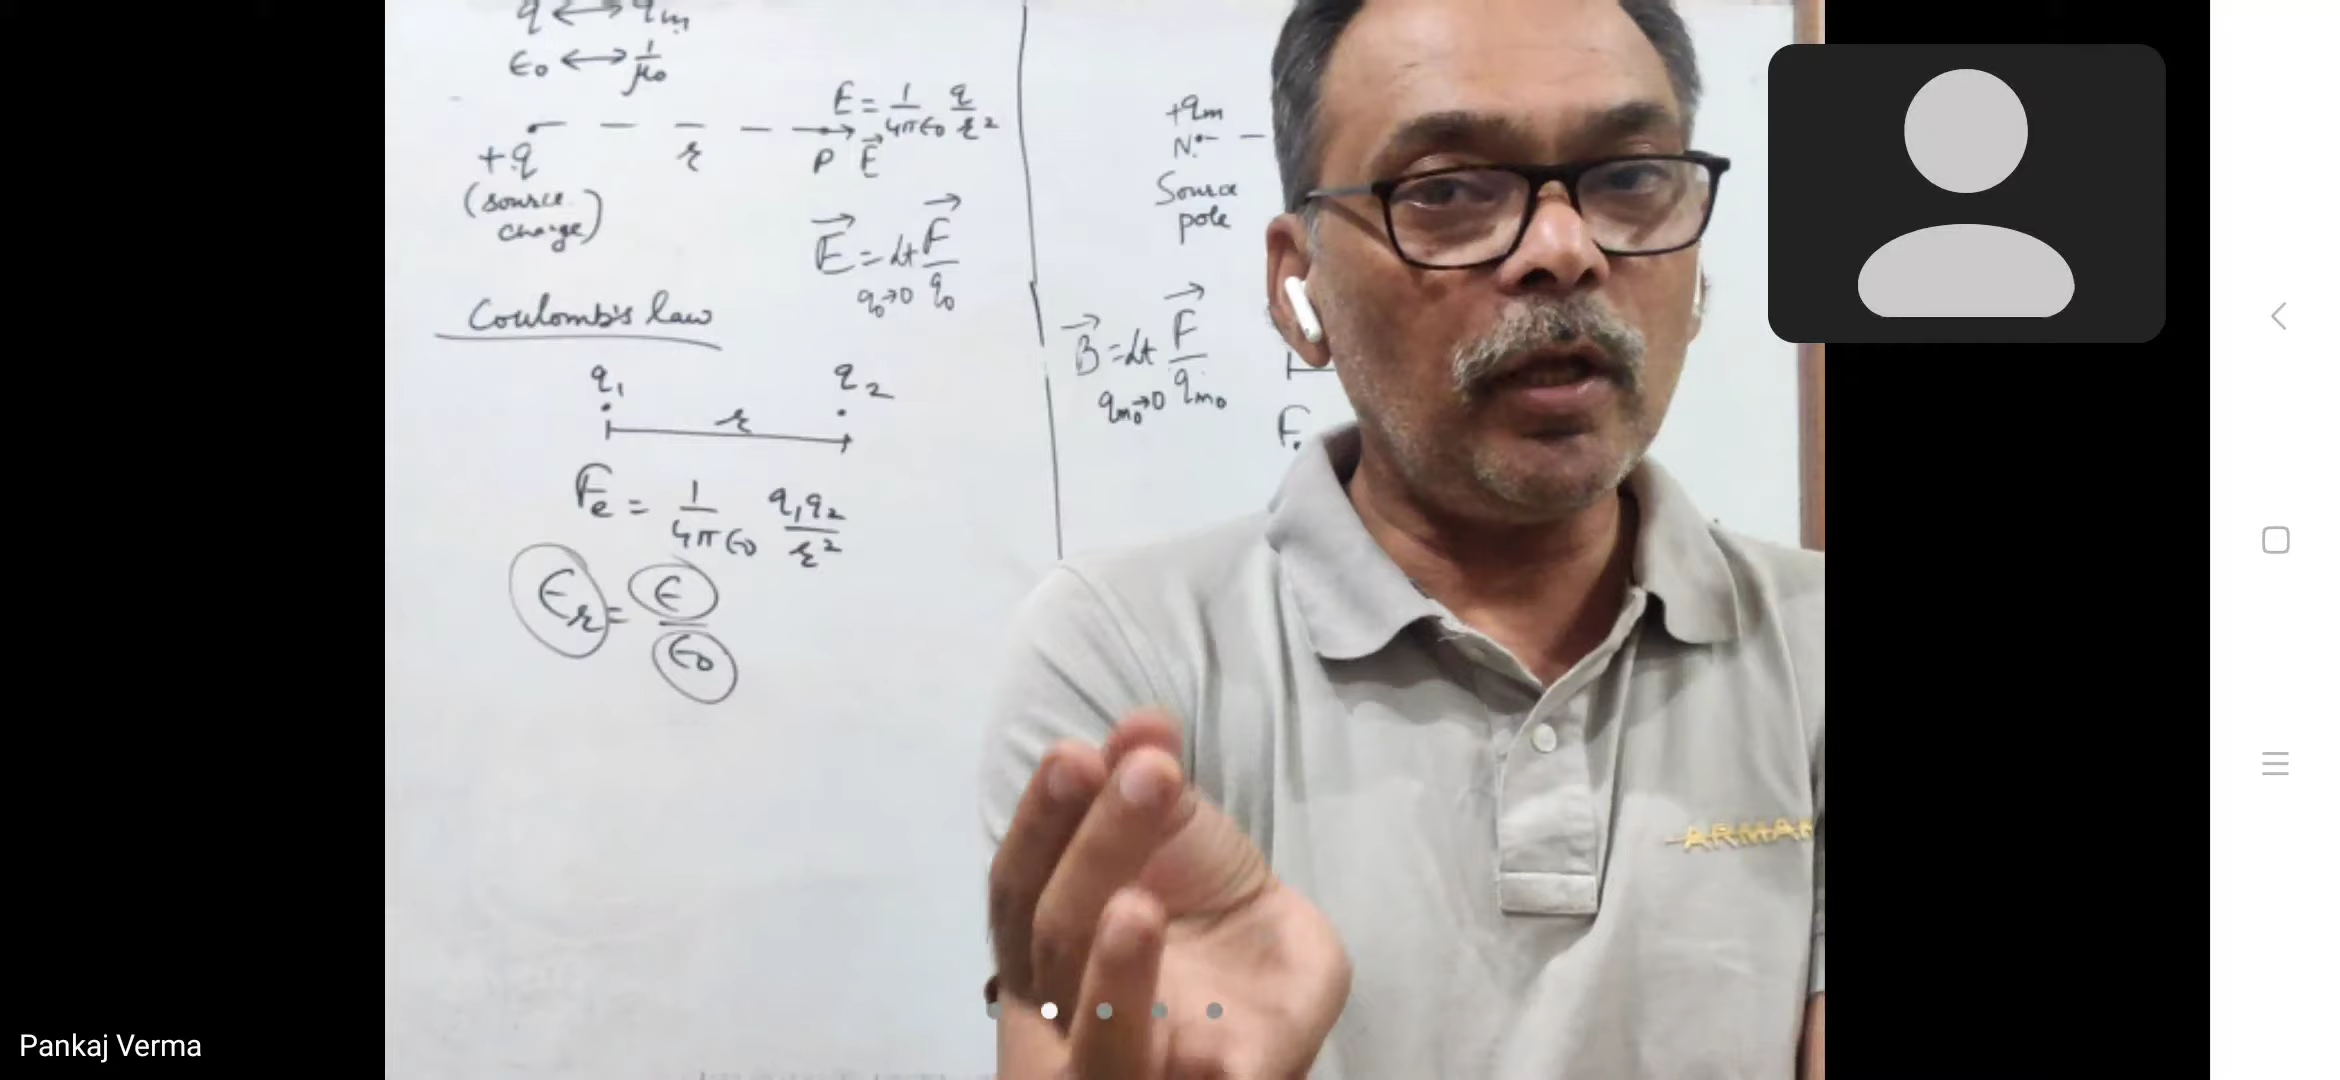 q ↔ qm
ϵ0 ↔ 1/μ0
E = 1/4πϵ0 q/r²
+q r P E⃗
(source charge)
E⃗ = Lt q0→0 F⃗/q0
Coulomb's law
q1 q2
r
Fe = 1/4πϵ0 q1q2/r²
ϵr = ϵ/ϵ0
+qm
N
Source
pole
B⃗ = Lt qm0→0 F⃗/qm0
F
ARMA
Pankaj Verma